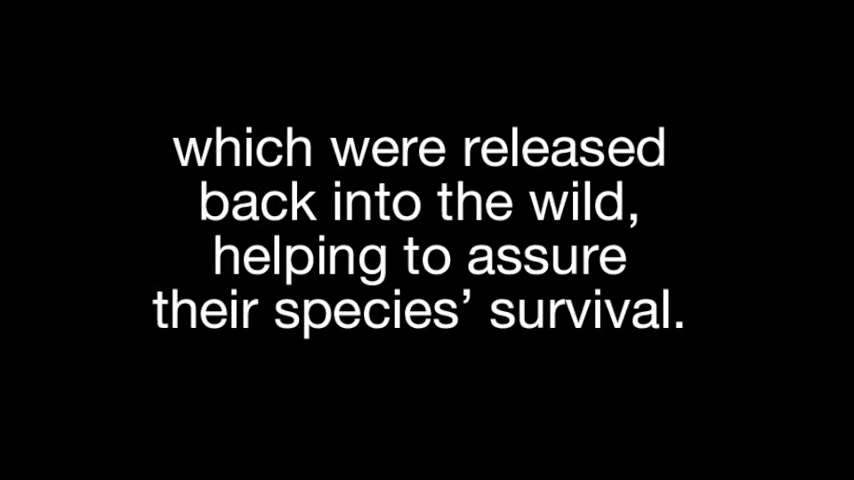 which were released
back into the wild,
helping to assure
their species’ survival.